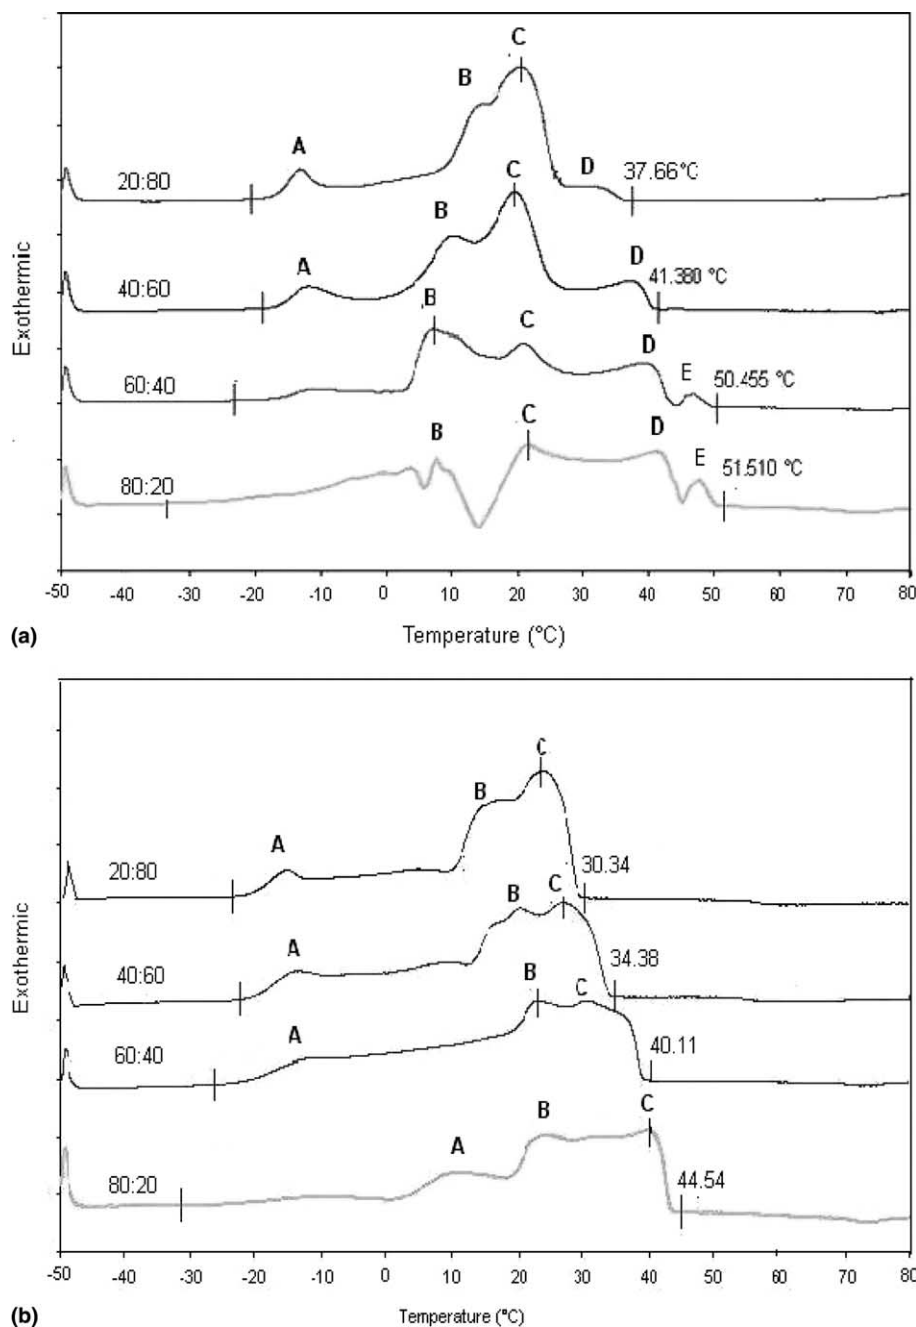 C
B
A
D
20:80
37.66°C
C
B
D
A
41.380 °C
40:60
B
C
D
E
60:40
50.455 °C
C
B
D
E
80:20
51.510 °C
Exothermic
-50 -40 -30 -20 -10 0 10 20 30 40 50 60 70 80
(a) Temperature (°C)
C
B
A
20:80
30.34
B C
A
40:60
34.38
B C
A
60:40
40.11
C
B
A
80:20
44.54
Exothermic
-50 -40 -30 -20 -10 0 10 20 30 40 50 60 70 80
(b) Temperature (°C)